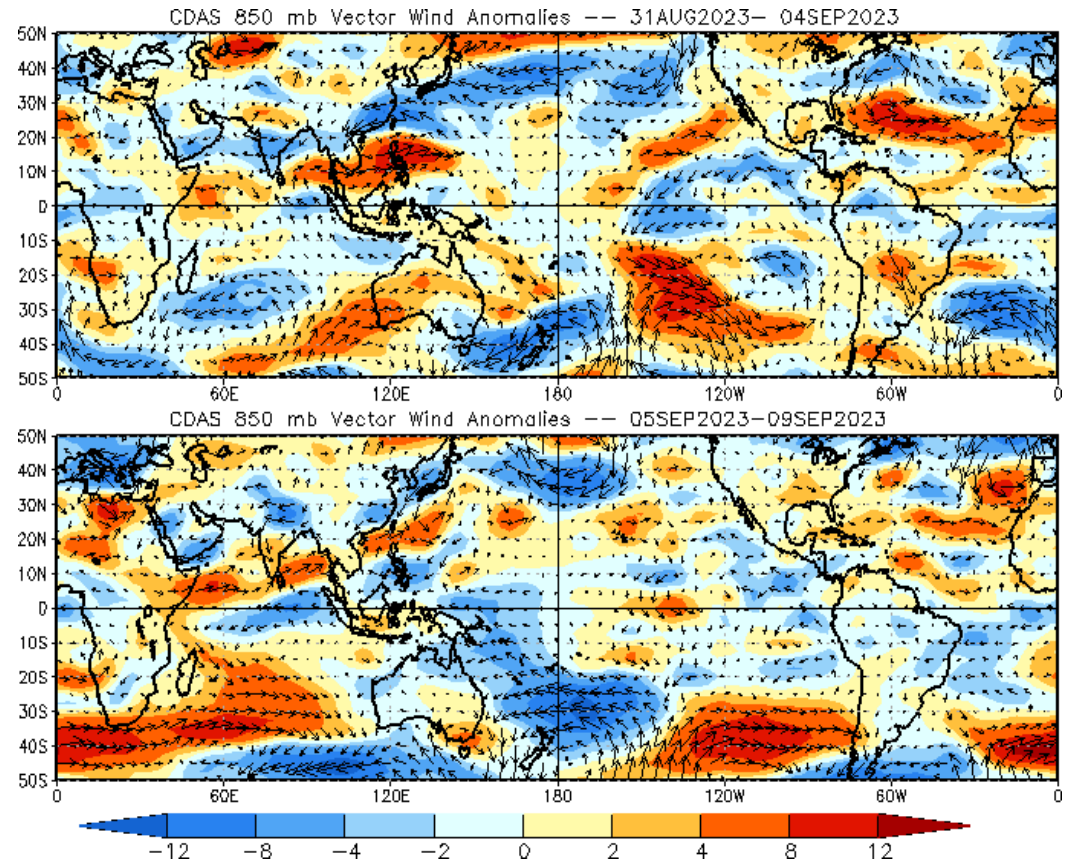 CDAS 850 mb Vector Wind Anomalies -- 31AUG2023- 04SEP2023
50N
40N
30N
20N
10N
0
10S
20S
30S
40S
50S
0 60E 120E 180 120W 60W 0
CDAS 850 mb Vector Wind Anomalies -- 05SEP2023-09SEP2023
50N
40N
30N
20N
10N
0
10S
20S
30S
40S
50S
0 60E 120E 180 120W 60W 0
-12 -8 -4 -2 0 2 4 8 12